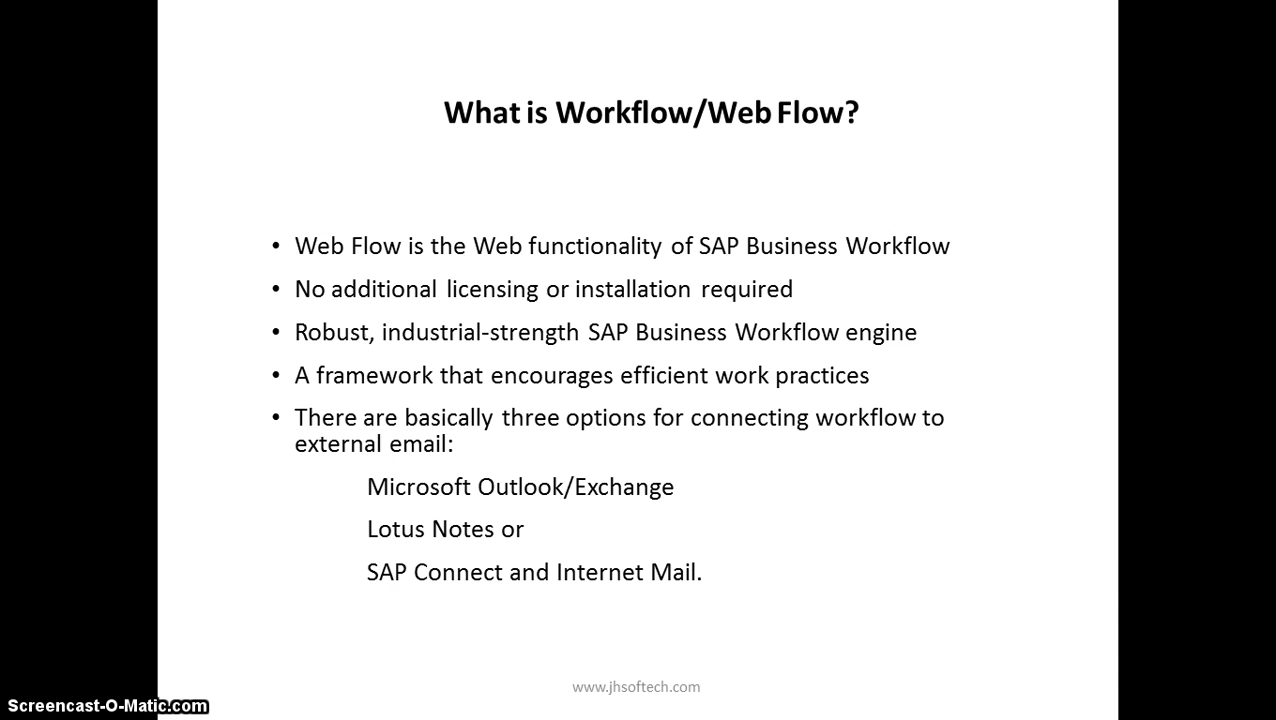 What is Workflow/Web Flow?
• Web Flow is the Web functionality of SAP Business Workflow
• No additional licensing or installation required
• Robust, industrial-strength SAP Business Workflow engine
• A framework that encourages efficient work practices
• There are basically three options for connecting workflow to
external email:
Microsoft Outlook/Exchange
Lotus Notes or
SAP Connect and Internet Mail.
www.jhsoftech.com
Screencast-O-Matic.com